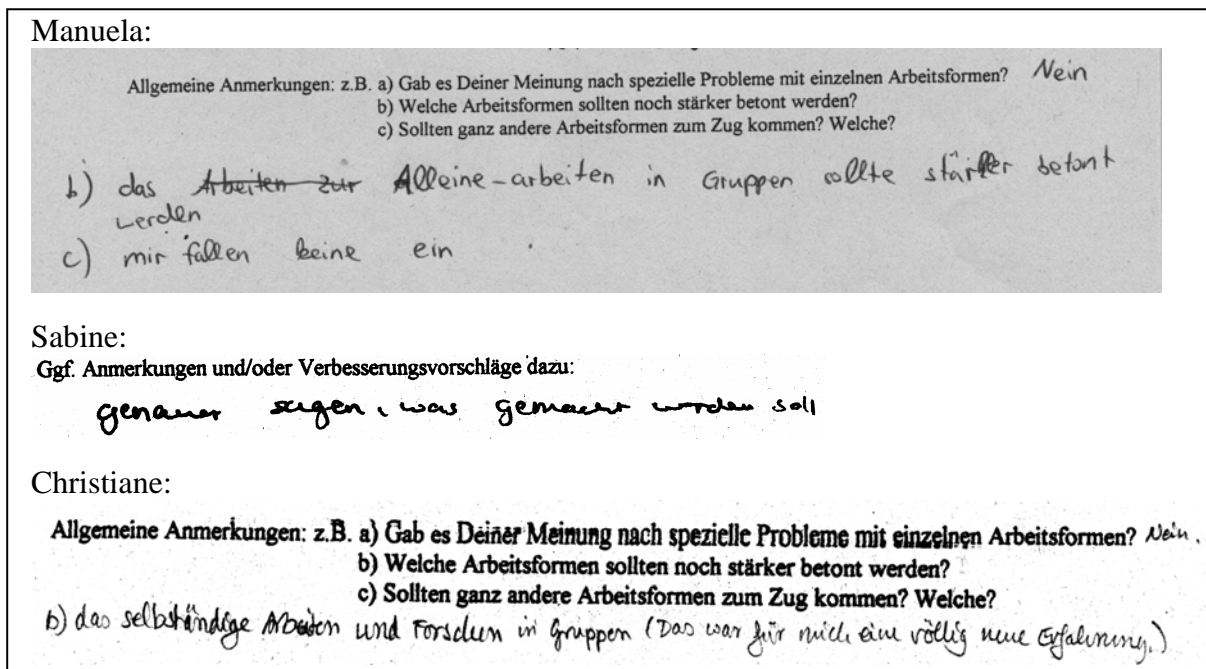 Manuela:
Allgemeine Anmerkungen: z.B. a) Gab es Deiner Meinung nach spezielle Probleme mit einzelnen Arbeitsformen? Nein
b) Welche Arbeitsformen sollten noch stärker betont werden?
c) Sollten ganz andere Arbeitsformen zum Zug kommen? Welche?
b) das Arbeiten zur Alleine-arbeiten in Gruppen sollte stärker betont
werden
c) mir fallen keine ein
Sabine:
Ggf. Anmerkungen und/oder Verbesserungsvorschläge dazu:
genauer sagen, was gemacht werden soll
Christiane:
Allgemeine Anmerkungen: z.B. a) Gab es Deiner Meinung nach spezielle Probleme mit einzelnen Arbeitsformen? Nein.
b) Welche Arbeitsformen sollten noch stärker betont werden?
c) Sollten ganz andere Arbeitsformen zum Zug kommen? Welche?
b) das selbständige Arbeiten und Forschen in Gruppen (Das war für mich eine völlig neue Erfahrung.)